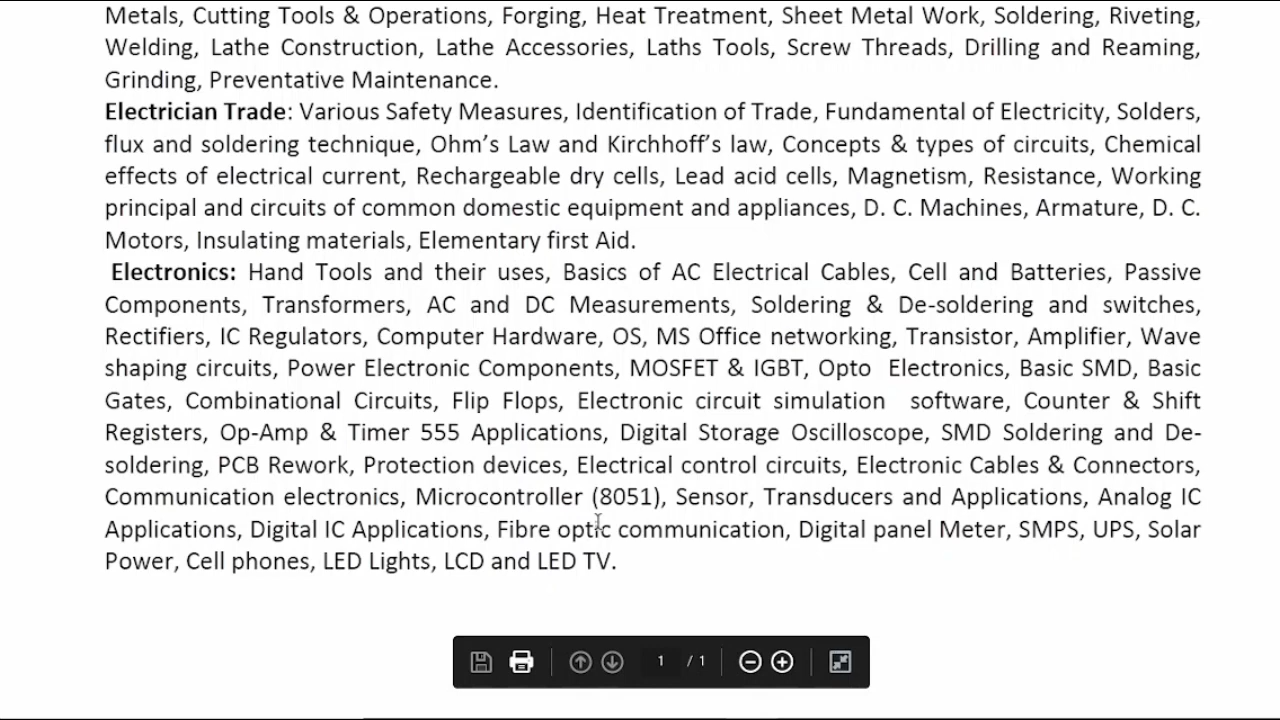 Metals, Cutting Tools & Operations, Forging, Heat Treatment, Sheet Metal Work, Soldering, Riveting,
Welding, Lathe Construction, Lathe Accessories, Laths Tools, Screw Threads, Drilling and Reaming,
Grinding, Preventative Maintenance.
Electrician Trade: Various Safety Measures, Identification of Trade, Fundamental of Electricity, Solders,
flux and soldering technique, Ohm’s Law and Kirchhoff’s law, Concepts & types of circuits, Chemical
effects of electrical current, Rechargeable dry cells, Lead acid cells, Magnetism, Resistance, Working
principal and circuits of common domestic equipment and appliances, D. C. Machines, Armature, D. C.
Motors, Insulating materials, Elementary first Aid.
Electronics: Hand Tools and their uses, Basics of AC Electrical Cables, Cell and Batteries, Passive
Components, Transformers, AC and DC Measurements, Soldering & De-soldering and switches,
Rectifiers, IC Regulators, Computer Hardware, OS, MS Office networking, Transistor, Amplifier, Wave
shaping circuits, Power Electronic Components, MOSFET & IGBT, Opto Electronics, Basic SMD, Basic
Gates, Combinational Circuits, Flip Flops, Electronic circuit simulation software, Counter & Shift
Registers, Op-Amp & Timer 555 Applications, Digital Storage Oscilloscope, SMD Soldering and De-
soldering, PCB Rework, Protection devices, Electrical control circuits, Electronic Cables & Connectors,
Communication electronics, Microcontroller (8051), Sensor, Transducers and Applications, Analog IC
Applications, Digital IC Applications, Fibre optic communication, Digital panel Meter, SMPS, UPS, Solar
Power, Cell phones, LED Lights, LCD and LED TV.
1 / 1